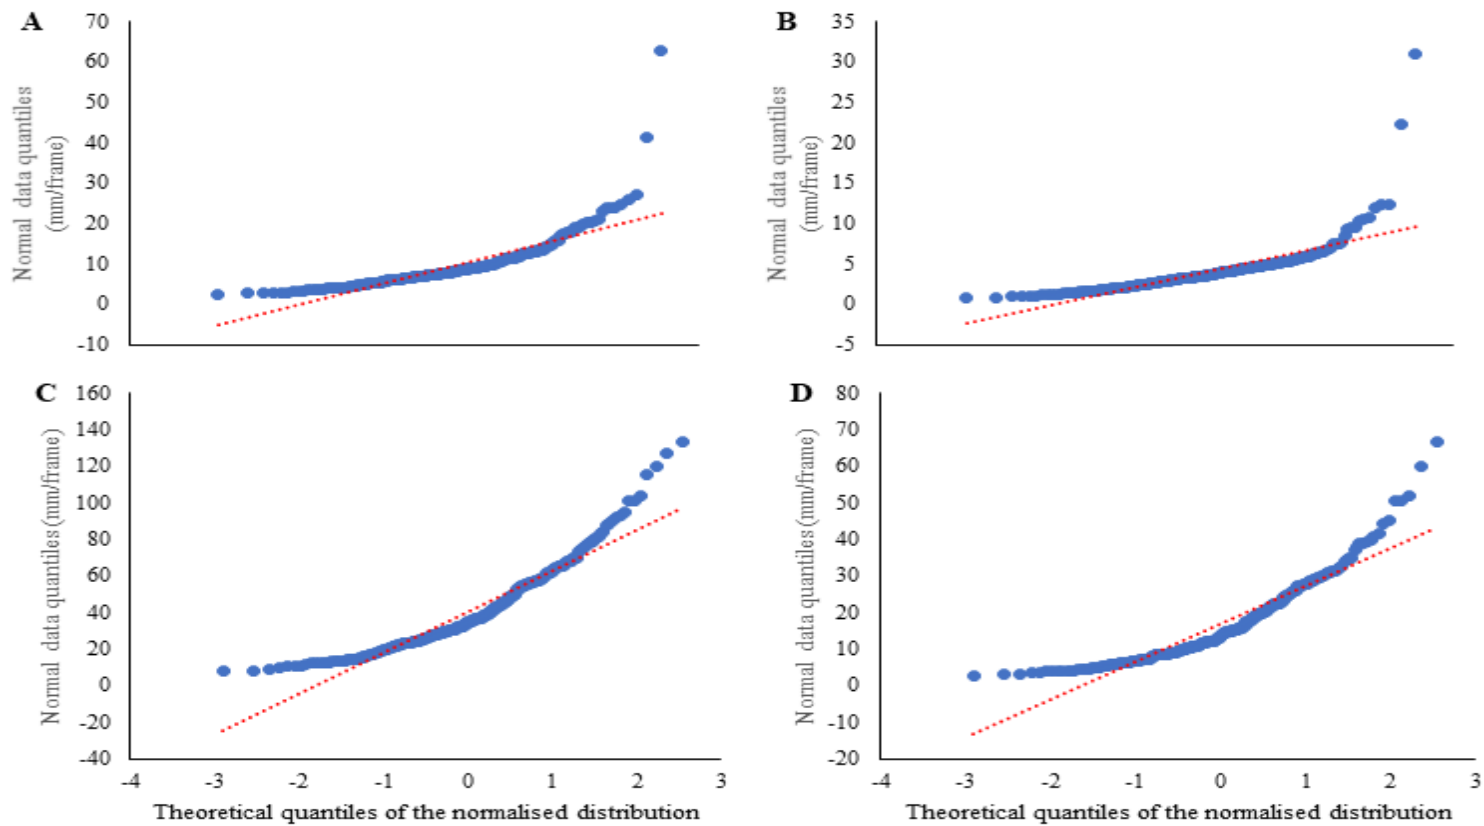 A
Normal data quantiles
(mm/frame)
70
60
50
40
30
20
10
0
-10
B
Normal data quantiles
(mm/frame)
35
30
25
20
15
10
5
0
-5
C
Normal data quantiles (mm/frame)
160
140
120
100
80
60
40
20
0
-20
-40
-4 -3 -2 -1 0 1 2 3
Theoretical quantiles of the normalised distribution
D
Normal data quantiles (mm/frame)
80
70
60
50
40
30
20
10
0
-10
-20
-4 -3 -2 -1 0 1 2 3
Theoretical quantiles of the normalised distribution